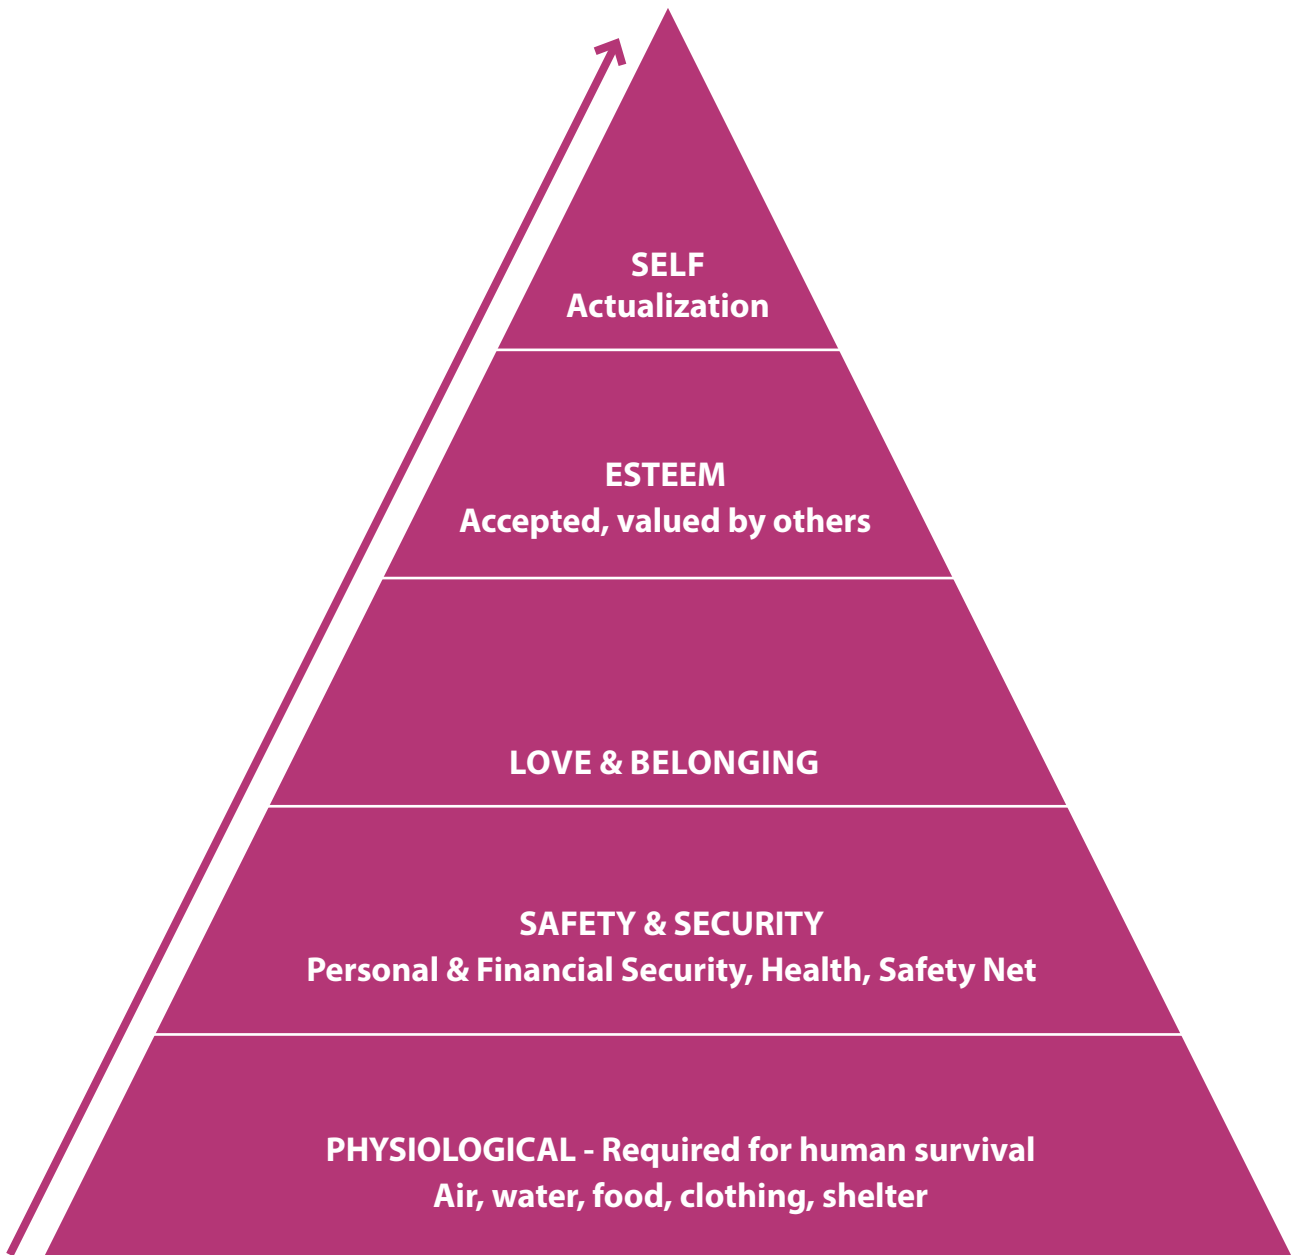 SELF
Actualization
ESTEEM
Accepted, valued by others
LOVE & BELONGING
SAFETY & SECURITY
Personal & Financial Security, Health, Safety Net
PHYSIOLOGICAL - Required for human survival
Air, water, food, clothing, shelter